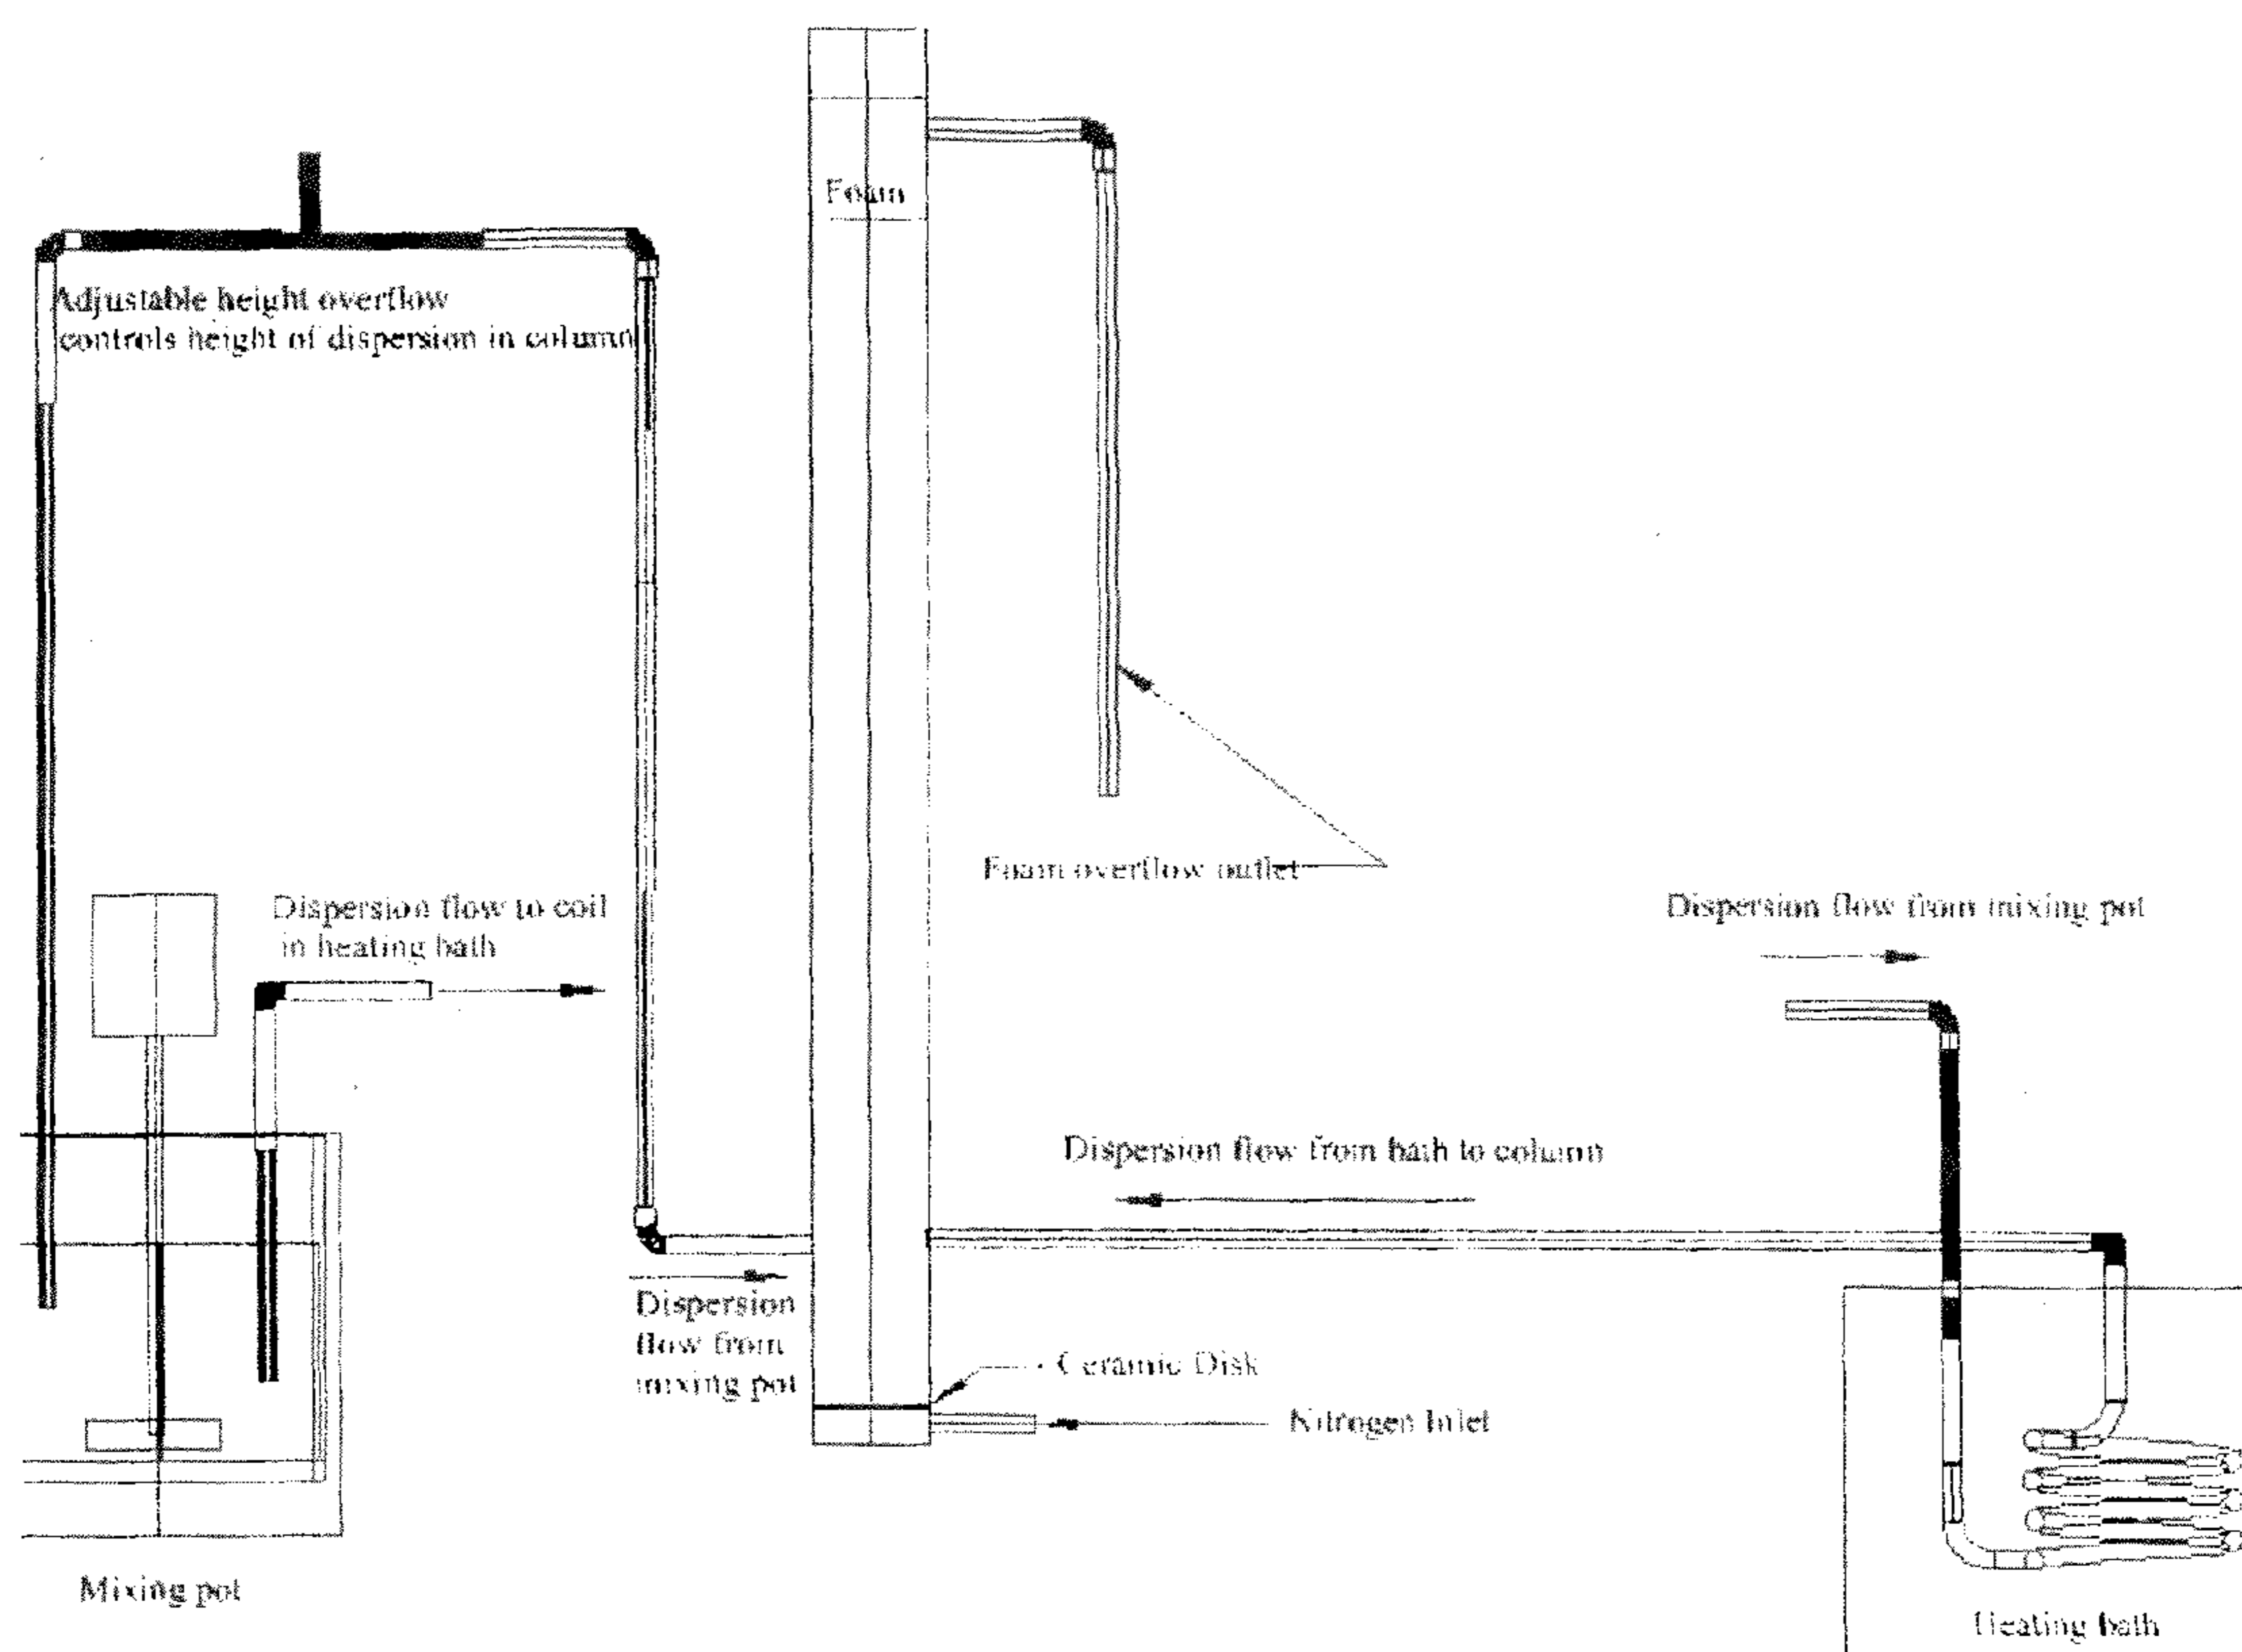 Foam
Adjustable height overflow
controls height of dispersion in column
Foam overflow outlet
Dispersion flow to coil
in heating bath
Dispersion flow from mixing pot
Dispersion flow from bath to column
Dispersion
flow from
mixing pot
Ceramic Disk
Nitrogen Inlet
Mixing pot
Heating bath